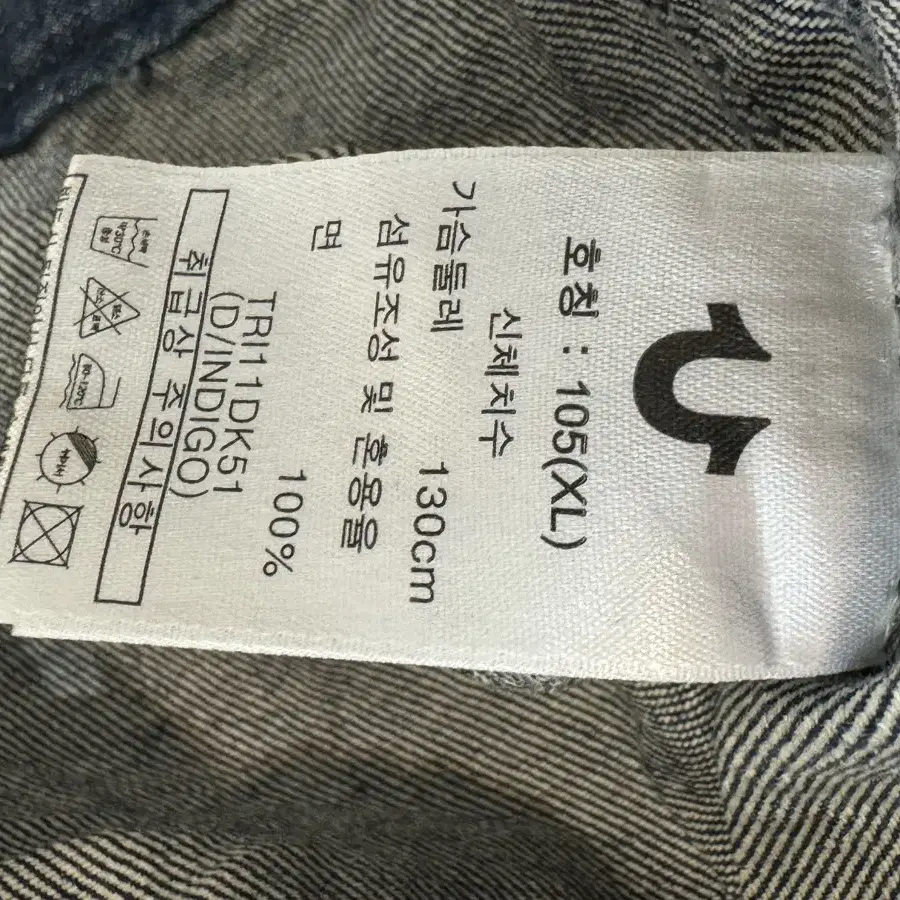 호칭 : 105(XL)
신체치수
가슴둘레 130cm
섬유조성 및 혼용율
면 100%
TRI11DK51
(D/INDIGO)
취급상 주의사항